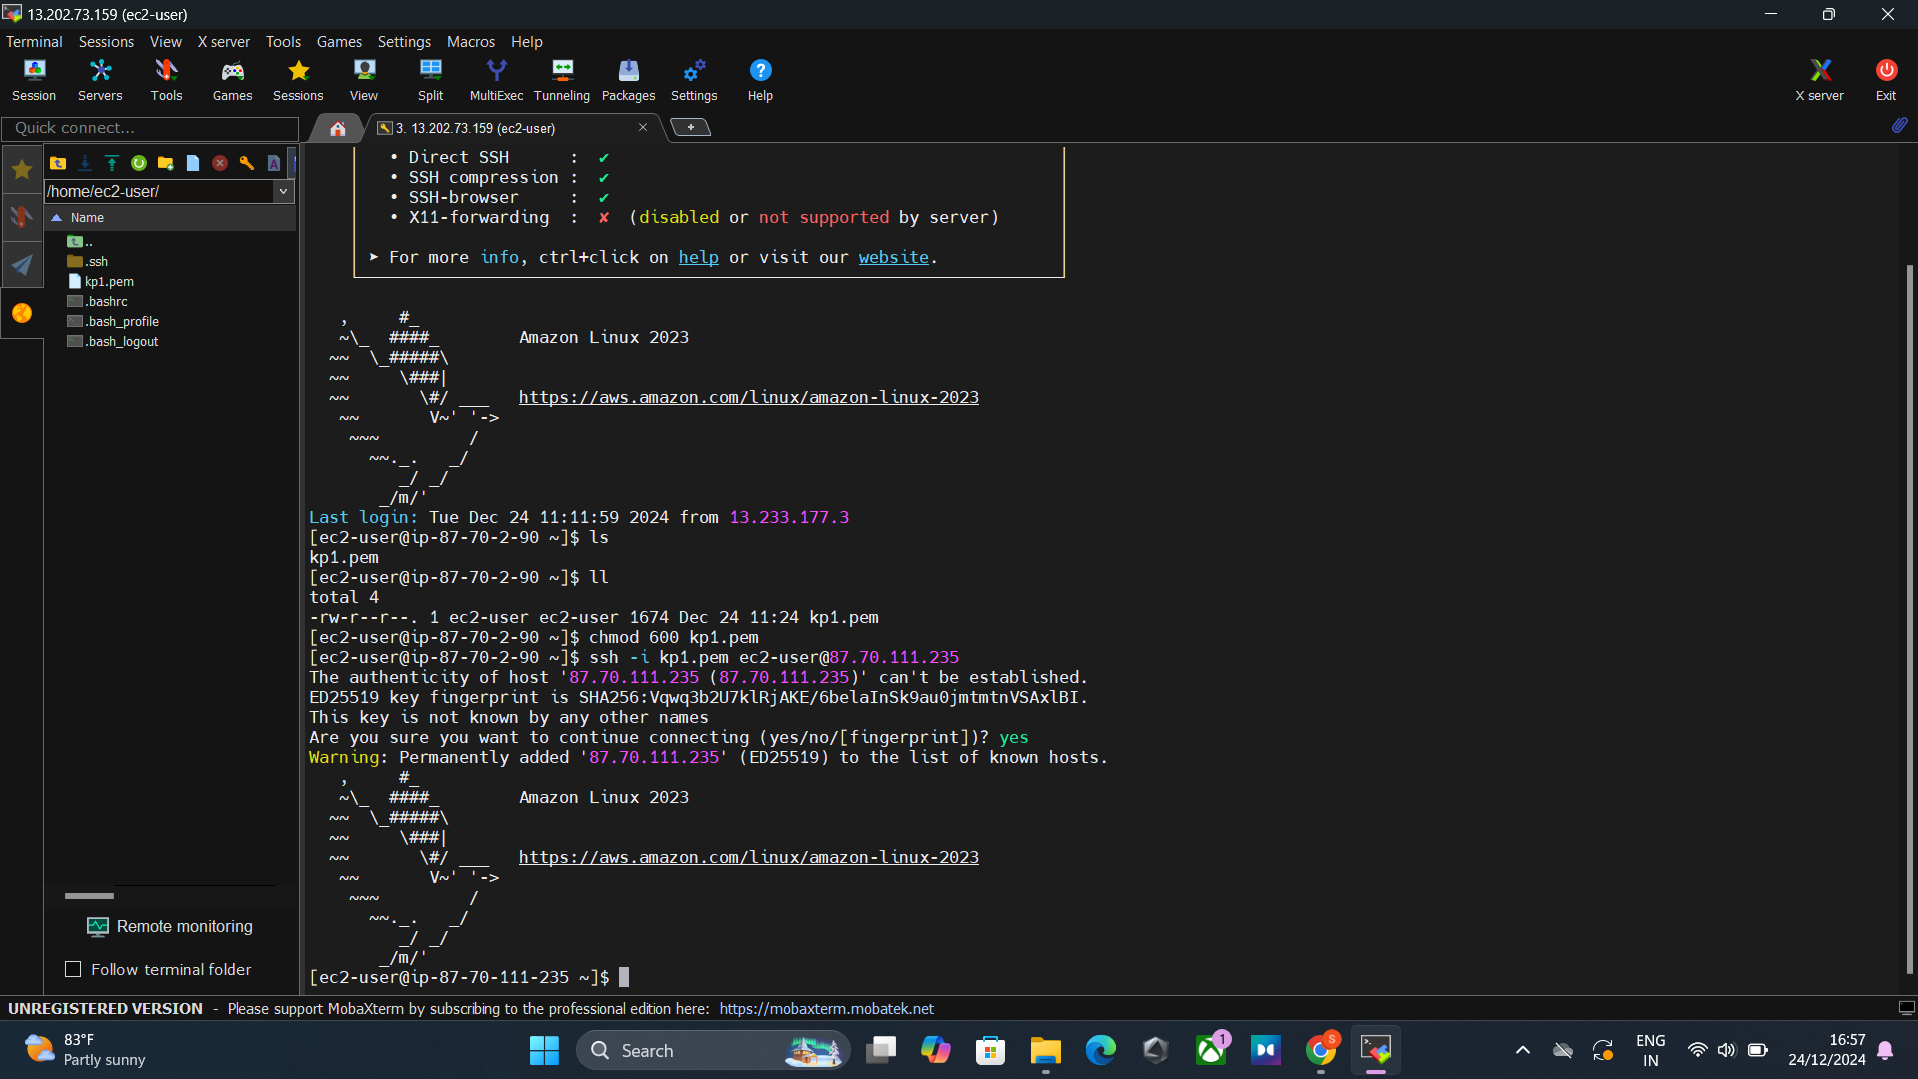 13.202.73.159 (ec2-user)
Terminal Sessions View X server Tools Games Settings Macros Help
Session Servers Tools Games Sessions View Split MultiExec Tunneling Packages Settings Help X server Exit
Quick connect...
3. 13.202.73.159 (ec2-user)
/home/ec2-user/
Name
..
.ssh
kp1.pem
.bashrc
.bash_profile
.bash_logout
Remote monitoring
Follow terminal folder
• Direct SSH : ✔
• SSH compression : ✔
• SSH-browser : ✔
• X11-forwarding : ✘ (disabled or not supported by server)
➤ For more info, ctrl+click on help or visit our website.
   ,     #_
   ~\_  ####_        Amazon Linux 2023
  ~~  \_#####\
  ~~     \###|
  ~~       \#/ ___   https://aws.amazon.com/linux/amazon-linux-2023
   ~~       V~' '->
    ~~~         /
      ~~._.   _/
         _/ _/
       _/m/'
Last login: Tue Dec 24 11:11:59 2024 from 13.233.177.3
[ec2-user@ip-87-70-2-90 ~]$ ls
kp1.pem
[ec2-user@ip-87-70-2-90 ~]$ ll
total 4
-rw-r--r--. 1 ec2-user ec2-user 1674 Dec 24 11:24 kp1.pem
[ec2-user@ip-87-70-2-90 ~]$ chmod 600 kp1.pem
[ec2-user@ip-87-70-2-90 ~]$ ssh -i kp1.pem ec2-user@87.70.111.235
The authenticity of host '87.70.111.235 (87.70.111.235)' can't be established.
ED25519 key fingerprint is SHA256:Vqwq3b2U7klRjAKE/6belaInSk9au0jmtmtnVSAxlBI.
This key is not known by any other names
Are you sure you want to continue connecting (yes/no/[fingerprint])? yes
Warning: Permanently added '87.70.111.235' (ED25519) to the list of known hosts.
   ,     #_
   ~\_  ####_        Amazon Linux 2023
  ~~  \_#####\
  ~~     \###|
  ~~       \#/ ___   https://aws.amazon.com/linux/amazon-linux-2023
   ~~       V~' '->
    ~~~         /
      ~~._.   _/
         _/ _/
       _/m/'
[ec2-user@ip-87-70-111-235 ~]$
UNREGISTERED VERSION - Please support MobaXterm by subscribing to the professional edition here: https://mobaxterm.mobatek.net
83°F
Partly sunny
Search
1
S
ENG
IN
16:57
24/12/2024